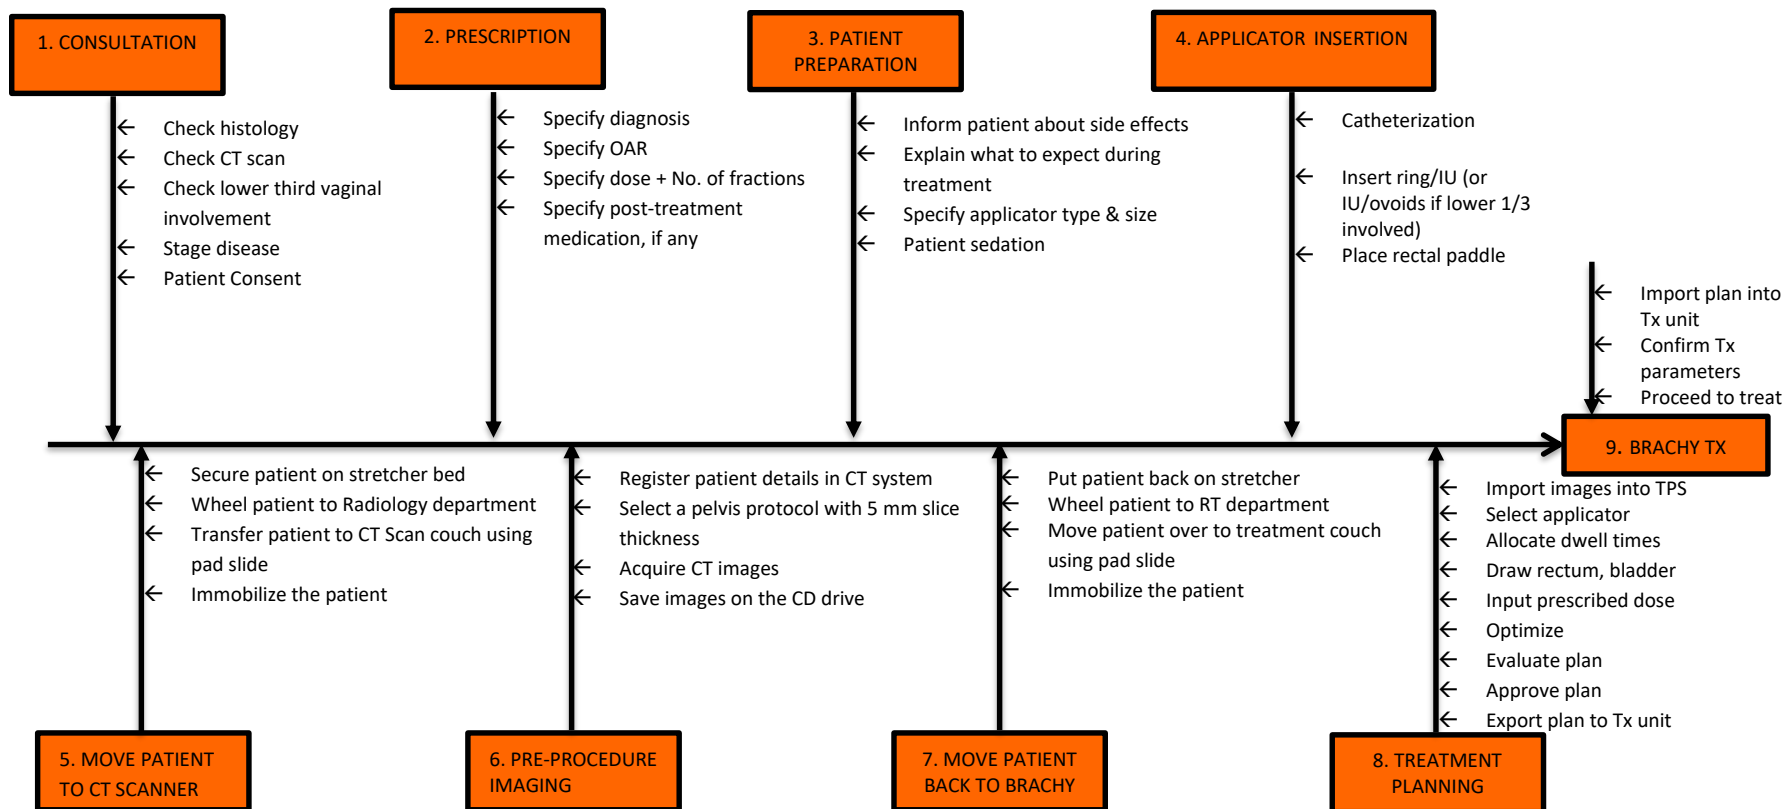 1. CONSULTATION
Check histology
Check CT scan
Check lower third vaginal
involvement
Stage disease
Patient Consent
2. PRESCRIPTION
Specify diagnosis
Specify OAR
Specify dose + No. of fractions
Specify post-treatment
medication, if any
3. PATIENT
PREPARATION
Inform patient about side effects
Explain what to expect during
treatment
Specify applicator type & size
Patient sedation
4. APPLICATOR INSERTION
Catheterization
Insert ring/IU (or
IU/ovoids if lower 1/3
involved)
Place rectal paddle
Import plan into
Tx unit
Confirm Tx
parameters
Proceed to treat
9. BRACHY TX
Secure patient on stretcher bed
Wheel patient to Radiology department
Transfer patient to CT Scan couch using
pad slide
Immobilize the patient
5. MOVE PATIENT
TO CT SCANNER
Register patient details in CT system
Select a pelvis protocol with 5 mm slice
thickness
Acquire CT images
Save images on the CD drive
6. PRE-PROCEDURE
IMAGING
Put patient back on stretcher
Wheel patient to RT department
Move patient over to treatment couch
using pad slide
Immobilize the patient
7. MOVE PATIENT
BACK TO BRACHY
Import images into TPS
Select applicator
Allocate dwell times
Draw rectum, bladder
Input prescribed dose
Optimize
Evaluate plan
Approve plan
Export plan to Tx unit
8. TREATMENT
PLANNING